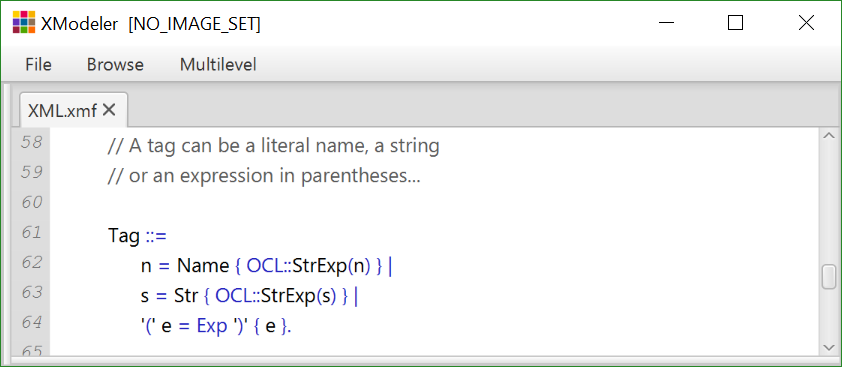 XModeler [NO_IMAGE_SET]
File Browse Multilevel
XML.xmf
58 // A tag can be a literal name, a string
59 // or an expression in parentheses...
60
61 Tag ::=
62 n = Name { OCL::StrExp(n) } |
63 s = Str { OCL::StrExp(s) } |
64 '(' e = Exp ')' { e }.
65